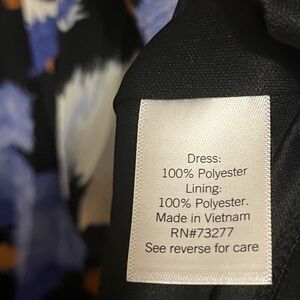 Dress:
100% Polyester
Lining:
100% Polyester.
Made in Vietnam
RN#73277
See reverse for care